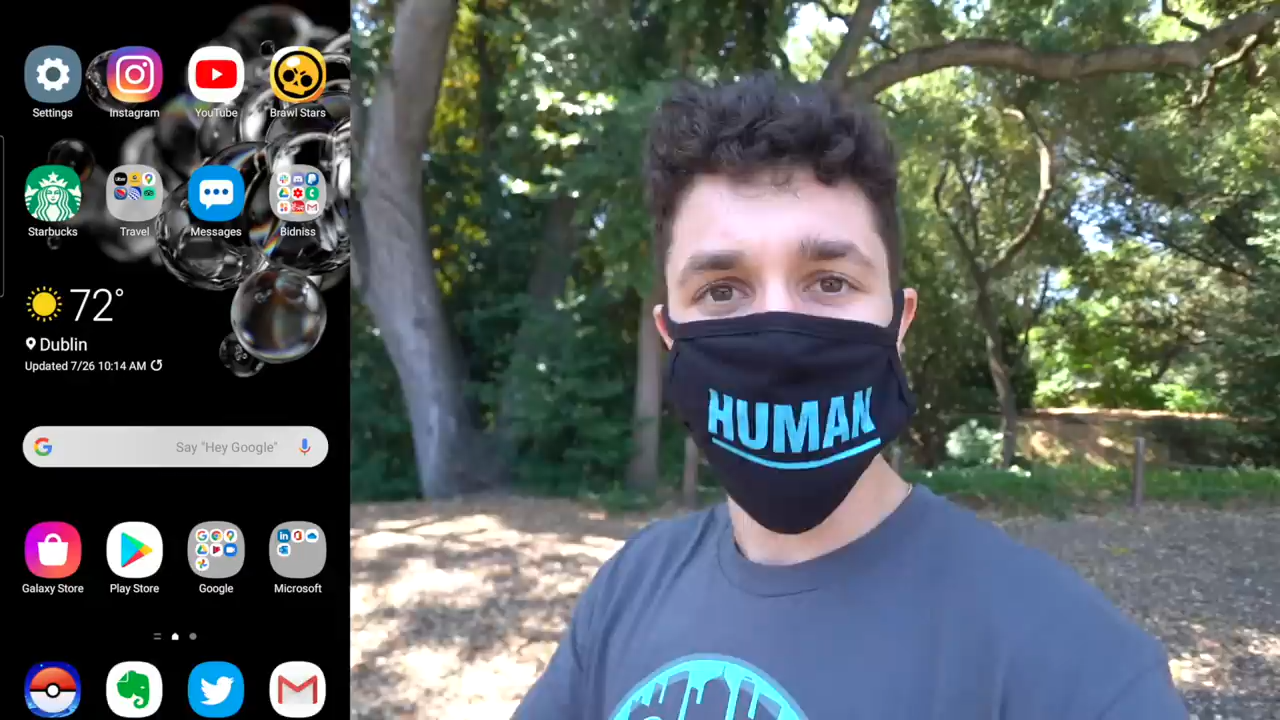 Settings
Instagram
YouTube
Brawl Stars
Starbucks
Travel
Messages
Bidniss
72°
Dublin
Updated 7/26 10:14 AM
Say "Hey Google"
Galaxy Store
Play Store
Google
Microsoft
HUMAN